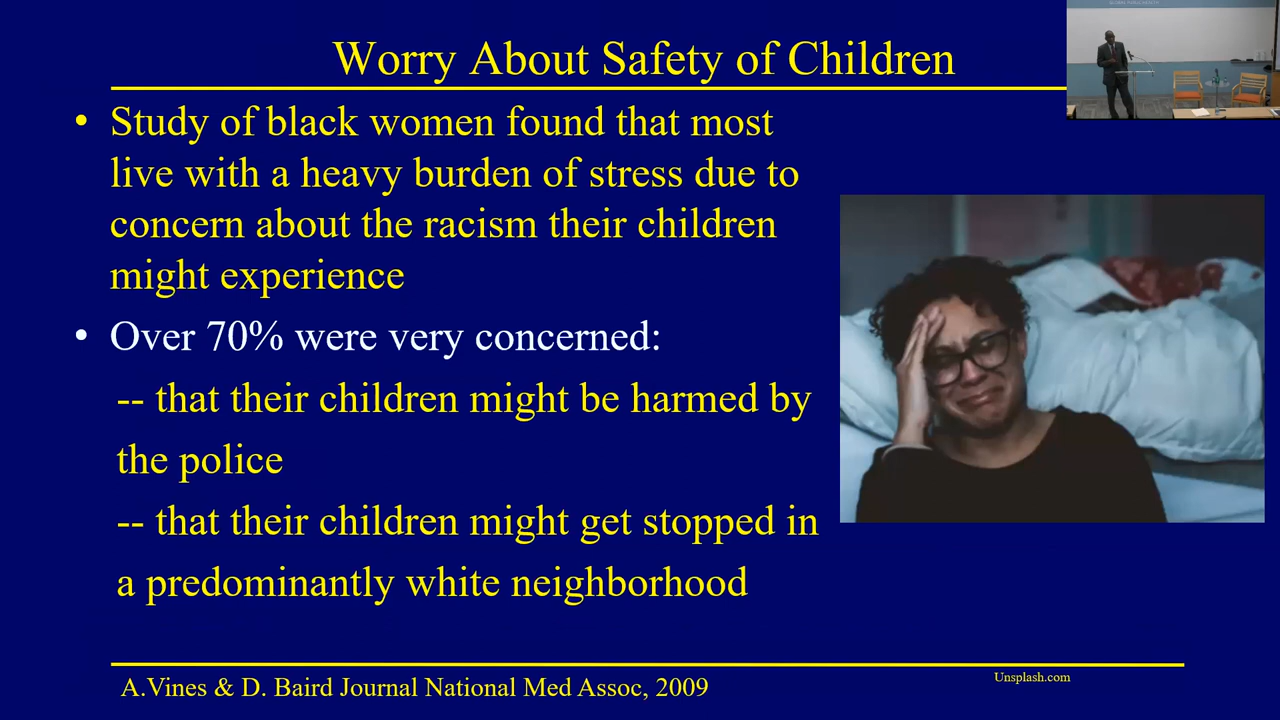 Worry About Safety of Children
• Study of black women found that most
live with a heavy burden of stress due to
concern about the racism their children
might experience
• Over 70% were very concerned:
-- that their children might be harmed by
the police
-- that their children might get stopped in
a predominantly white neighborhood
A.Vines & D. Baird Journal National Med Assoc, 2009
Unsplash.com